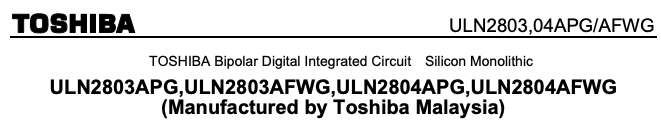 TOSHIBA
ULN2803,04APG/AFWG
TOSHIBA Bipolar Digital Integrated Circuit Silicon Monolithic
ULN2803APG,ULN2803AFWG,ULN2804APG,ULN2804AFWG
(Manufactured by Toshiba Malaysia)